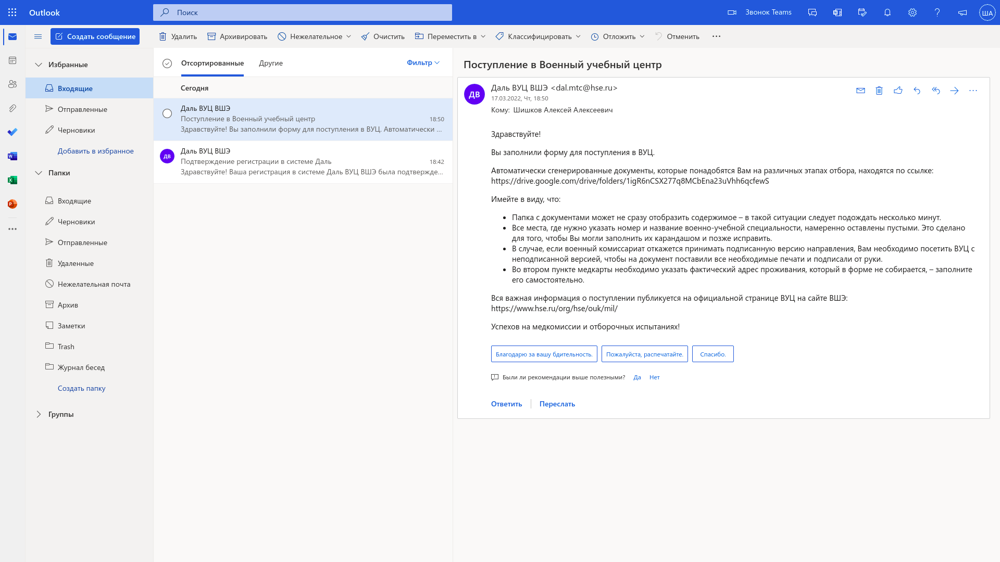 Outlook
Поиск
Звонок Teams
ША
Создать сообщение
Удалить
Архивировать
Нежелательное
Очистить
Переместить в
Классифицировать
Отложить
Отменить
Избранные
Входящие
Отправленные
Черновики
Добавить в избранное
Папки
Входящие
Черновики
Отправленные
Удаленные
Нежелательная почта
Архив
Заметки
Trash
Журнал бесед
Создать папку
Группы
Отсортированные
Другие
Фильтр
Сегодня
Даль ВУЦ ВШЭ
Поступление в Военный учебный центр 18:50
Здравствуйте! Вы заполнили форму для поступления в ВУЦ. Автоматически ...
ДВ
Даль ВУЦ ВШЭ
Подтверждение регистрации в системе Даль 18:42
Здравствуйте! Ваша регистрация в системе Даль ВУЦ ВШЭ была подтвержде...
Поступление в Военный учебный центр
ДВ
Даль ВУЦ ВШЭ <dal.mtc@hse.ru>
17.03.2022, Чт, 18:50
Кому: Шишков Алексей Алексеевич
Здравствуйте!
Вы заполнили форму для поступления в ВУЦ.
Автоматически сгенерированные документы, которые понадобятся Вам на различных этапах отбора, находятся по ссылке:
https://drive.google.com/drive/folders/1igR6nCSX277q8MCbEna23uVhh6qcfewS
Имейте в виду, что:
• Папка с документами может не сразу отобразить содержимое – в такой ситуации следует подождать несколько минут.
• Все места, где нужно указать номер и название военно-учебной специальности, намеренно оставлены пустыми. Это сделано
для того, чтобы Вы могли заполнить их карандашом и позже исправить.
• В случае, если военный комиссариат откажется принимать подписанную версию направления, Вам необходимо посетить ВУЦ с
неподписанной версией, чтобы на документ поставили все необходимые печати и подписали от руки.
• Во втором пункте медкарты необходимо указать фактический адрес проживания, который в форме не собирается, – заполните
его самостоятельно.
Вся важная информация о поступлении публикуется на официальной странице ВУЦ на сайте ВШЭ:
https://www.hse.ru/org/hse/ouk/mil/
Успехов на медкомиссии и отборочных испытаниях!
Благодарю за вашу бдительность.
Пожалуйста, распечатайте.
Спасибо.
Были ли рекомендации выше полезными? Да Нет
Ответить
Переслать